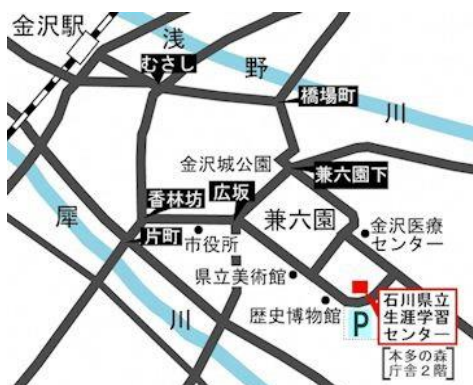 金沢駅
浅
野
川
むさし
橋場町
金沢城公園
兼六園下
香林坊
広坂
兼六園
金沢医療
センター
犀
川
片町
市役所
県立美術館
歴史博物館
P
石川県立
生涯学習
センター
本多の森
庁舎2階